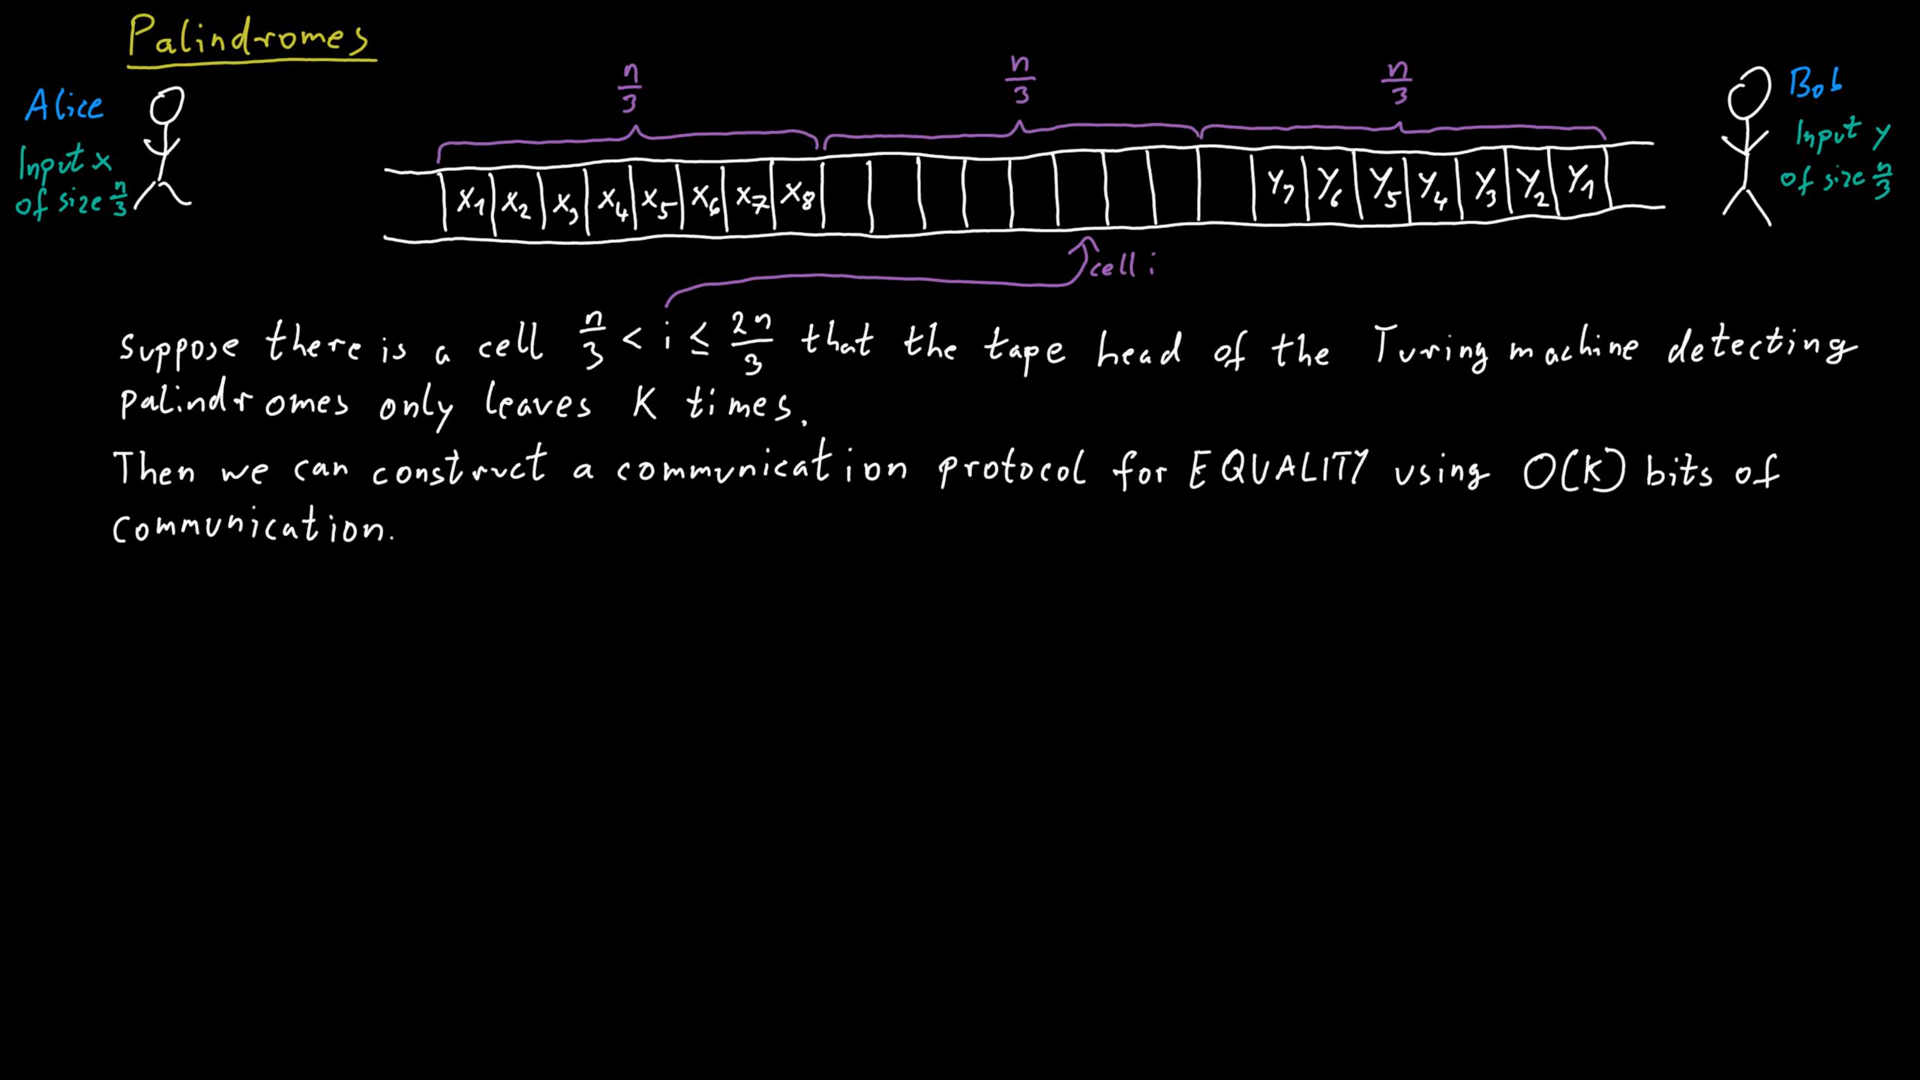 Palindromes
Alice
Input x
of size n/3
n/3
n/3
n/3
Bob
Input y
of size n/3
x1 x2 x3 x4 x5 x6 x7 x8 y7 y6 y5 y4 y3 y2 y1
cell i
Suppose there is a cell n/3 < i ≤ 2n/3 that the tape head of the Turing machine detecting
palindromes only leaves K times.
Then we can construct a communication protocol for EQUALITY using O(K) bits of
communication.